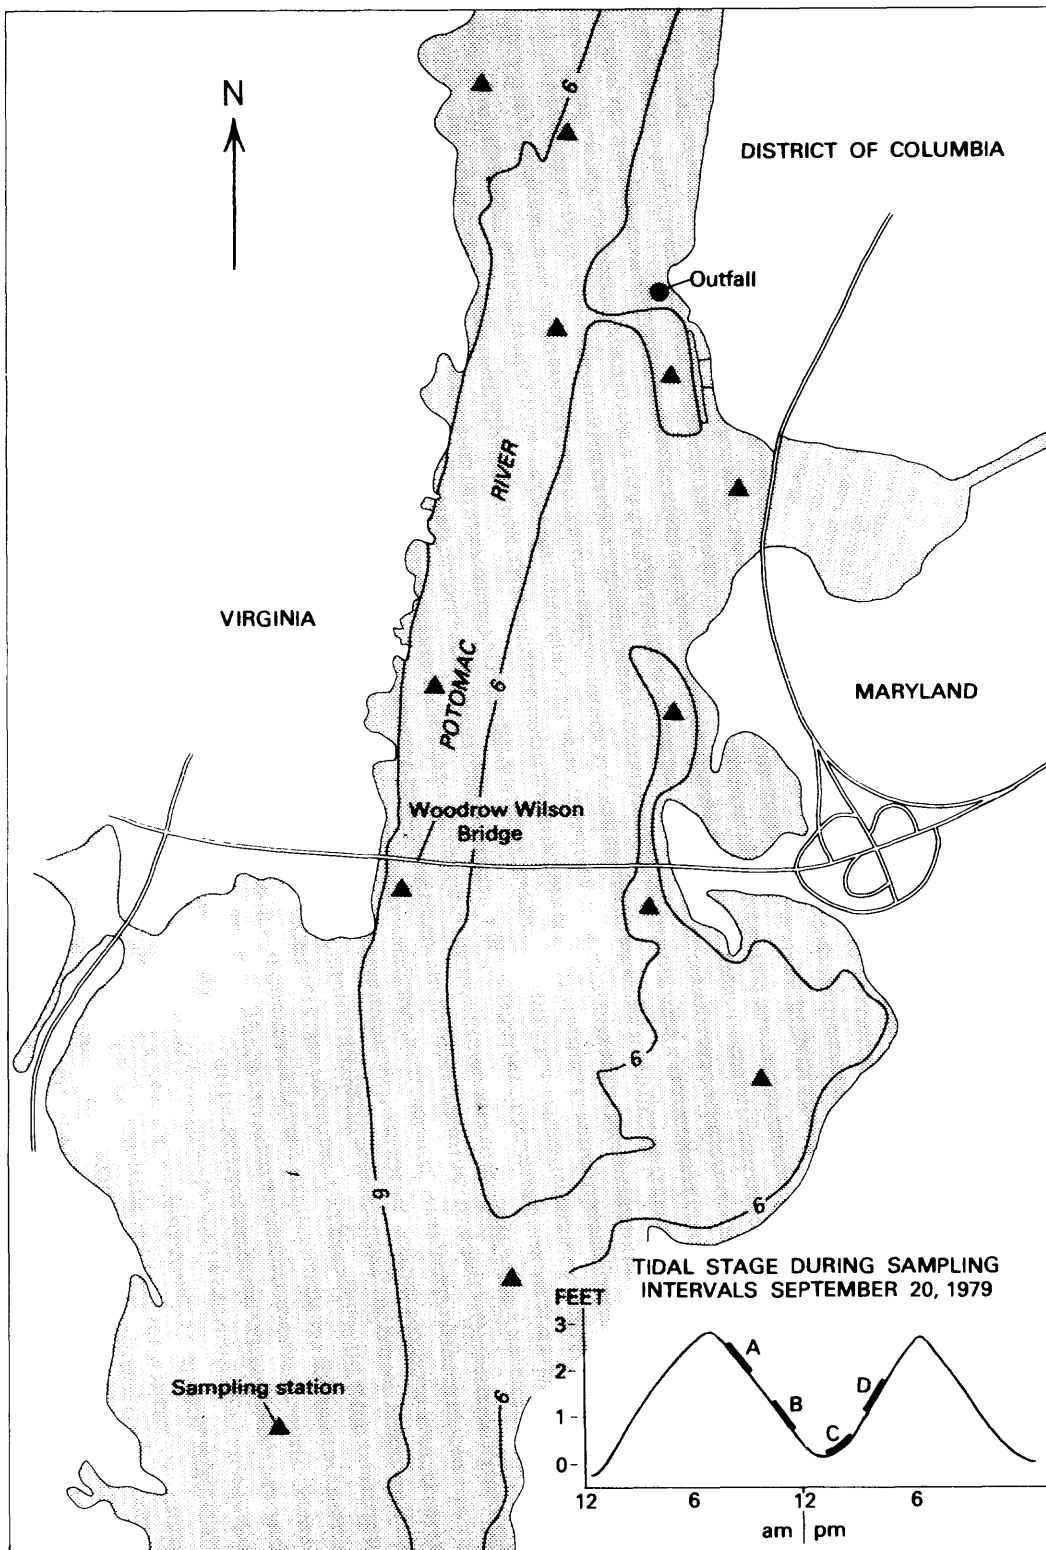 6
N
DISTRICT OF COLUMBIA
Outfall
RIVER
VIRGINIA
POTOMAC
6
MARYLAND
Woodrow Wilson
Bridge
6
6
6
TIDAL STAGE DURING SAMPLING
INTERVALS SEPTEMBER 20, 1979
FEET
3
2
1
0
A
B
C
D
Sampling station
6
12 6 12 6
am pm